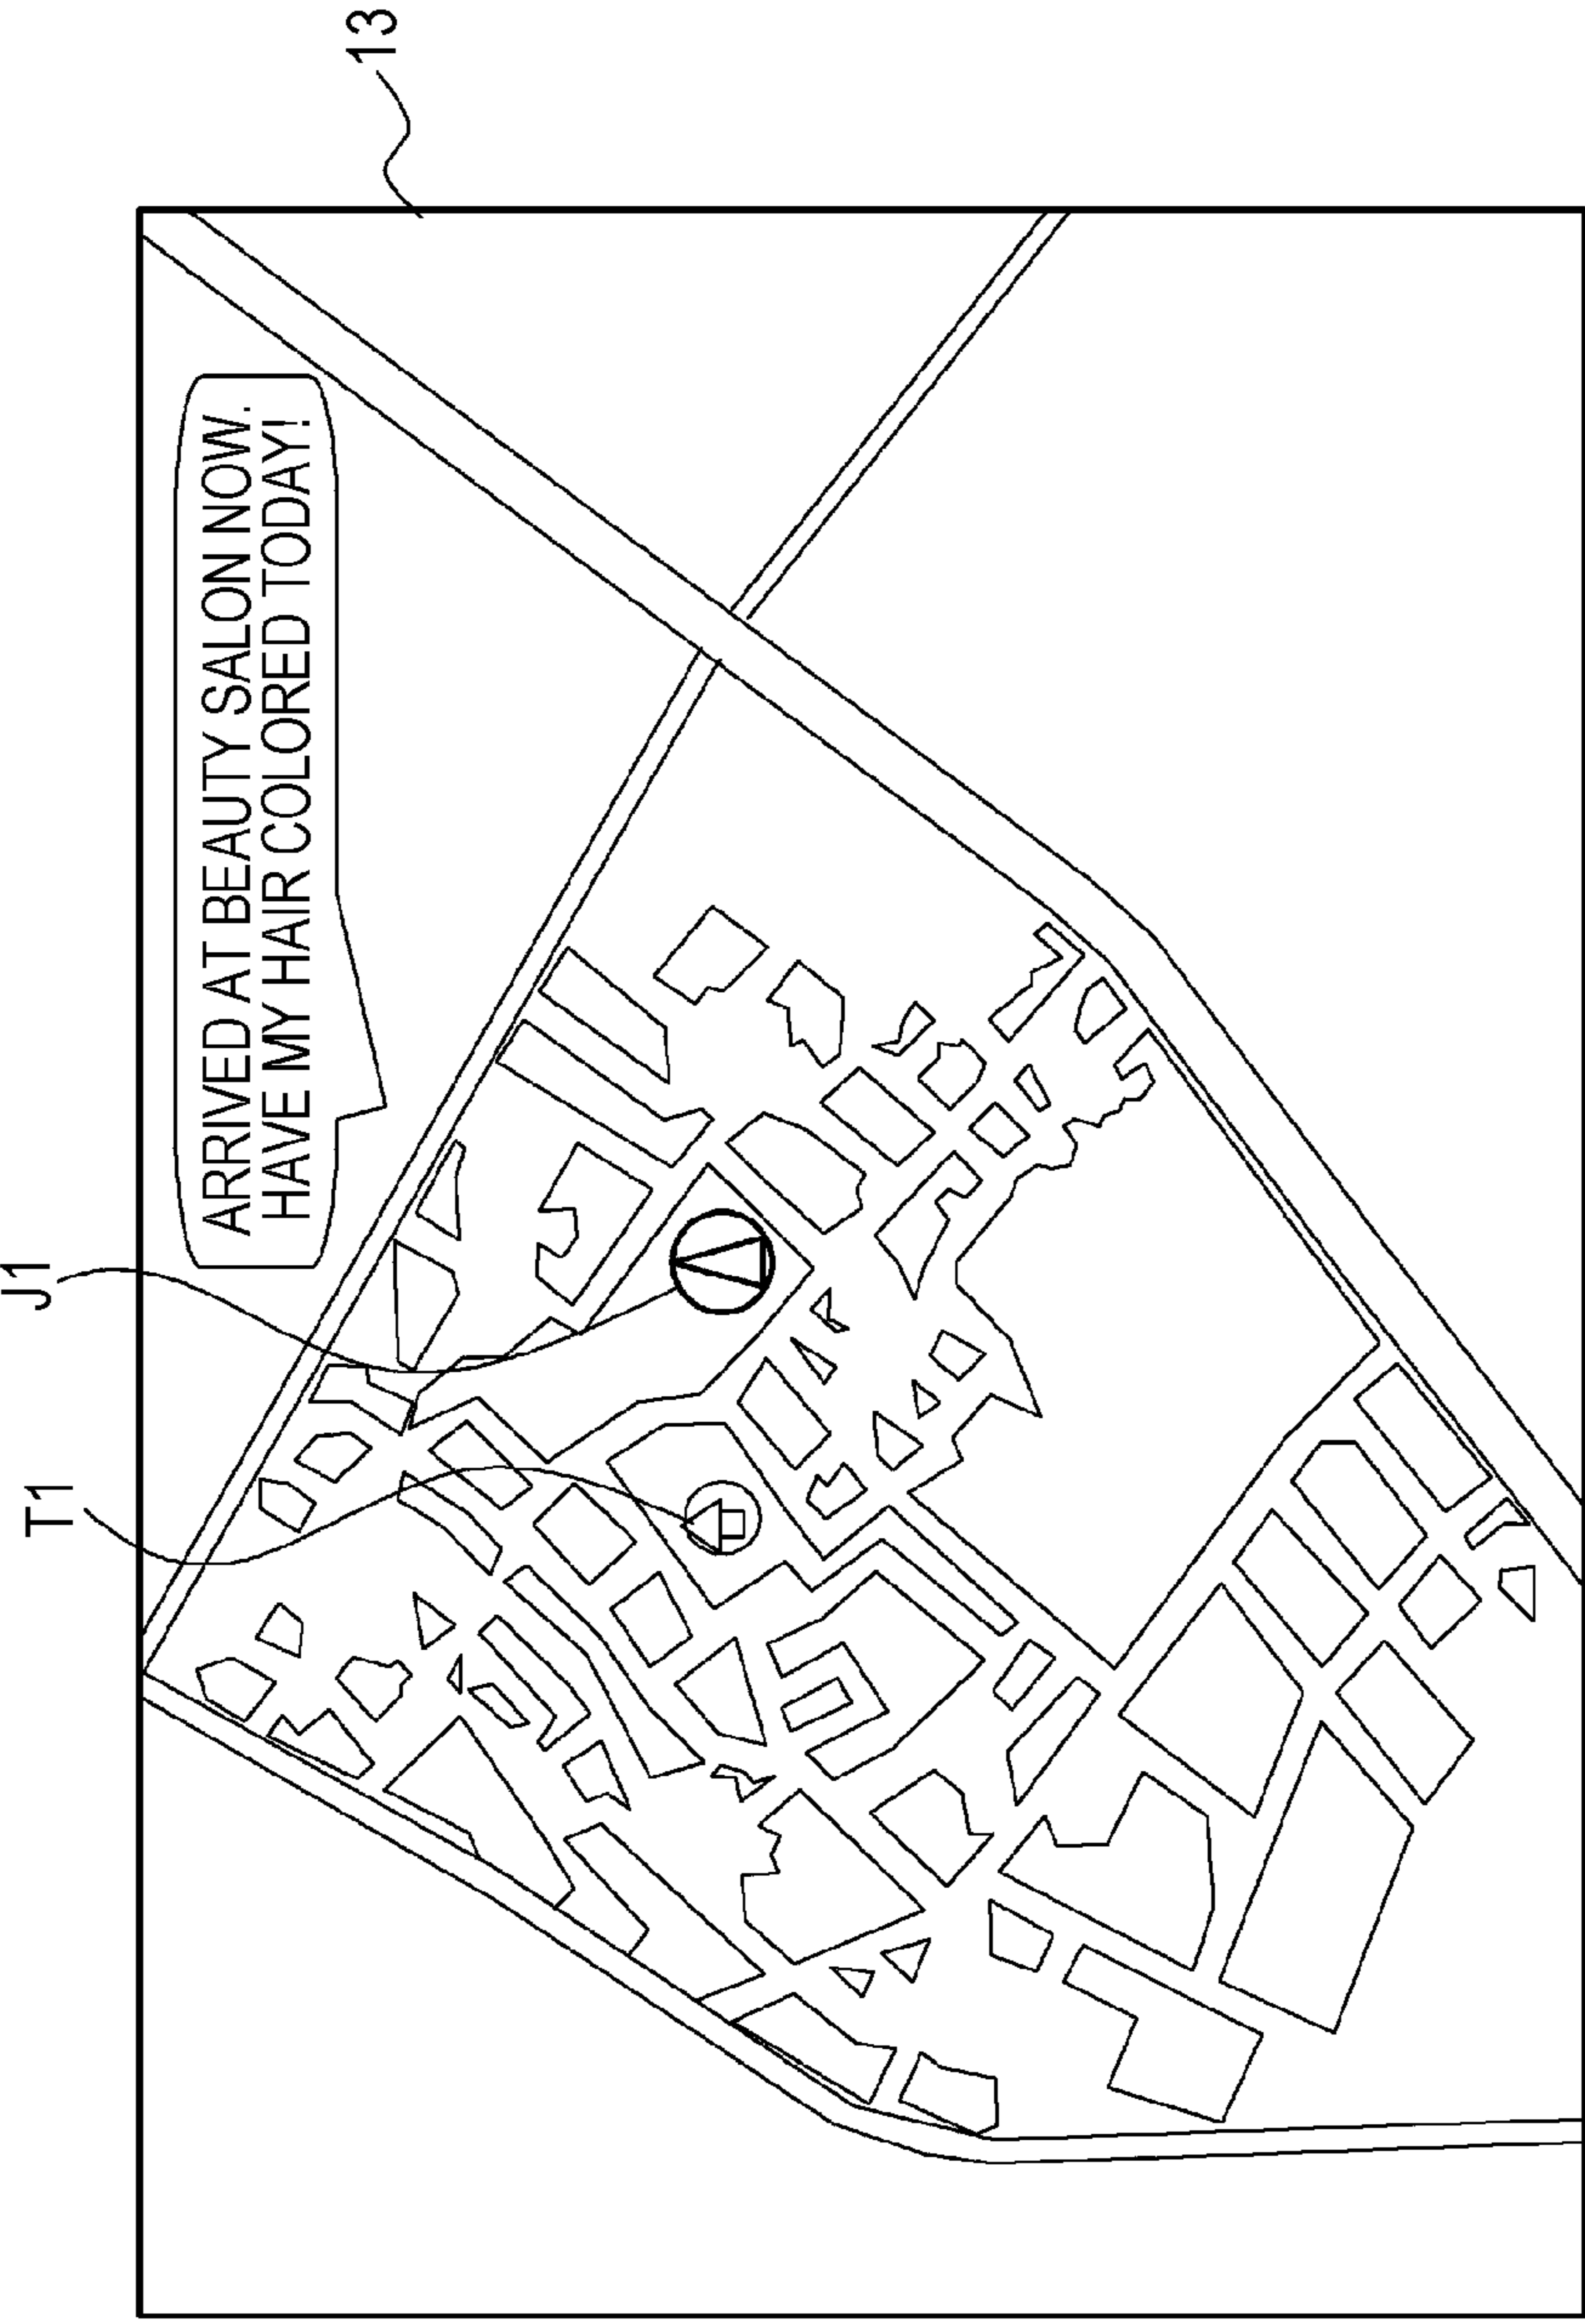 T1
J1
13
ARRIVED AT BEAUTY SALON NOW.
HAVE MY HAIR COLORED TODAY!